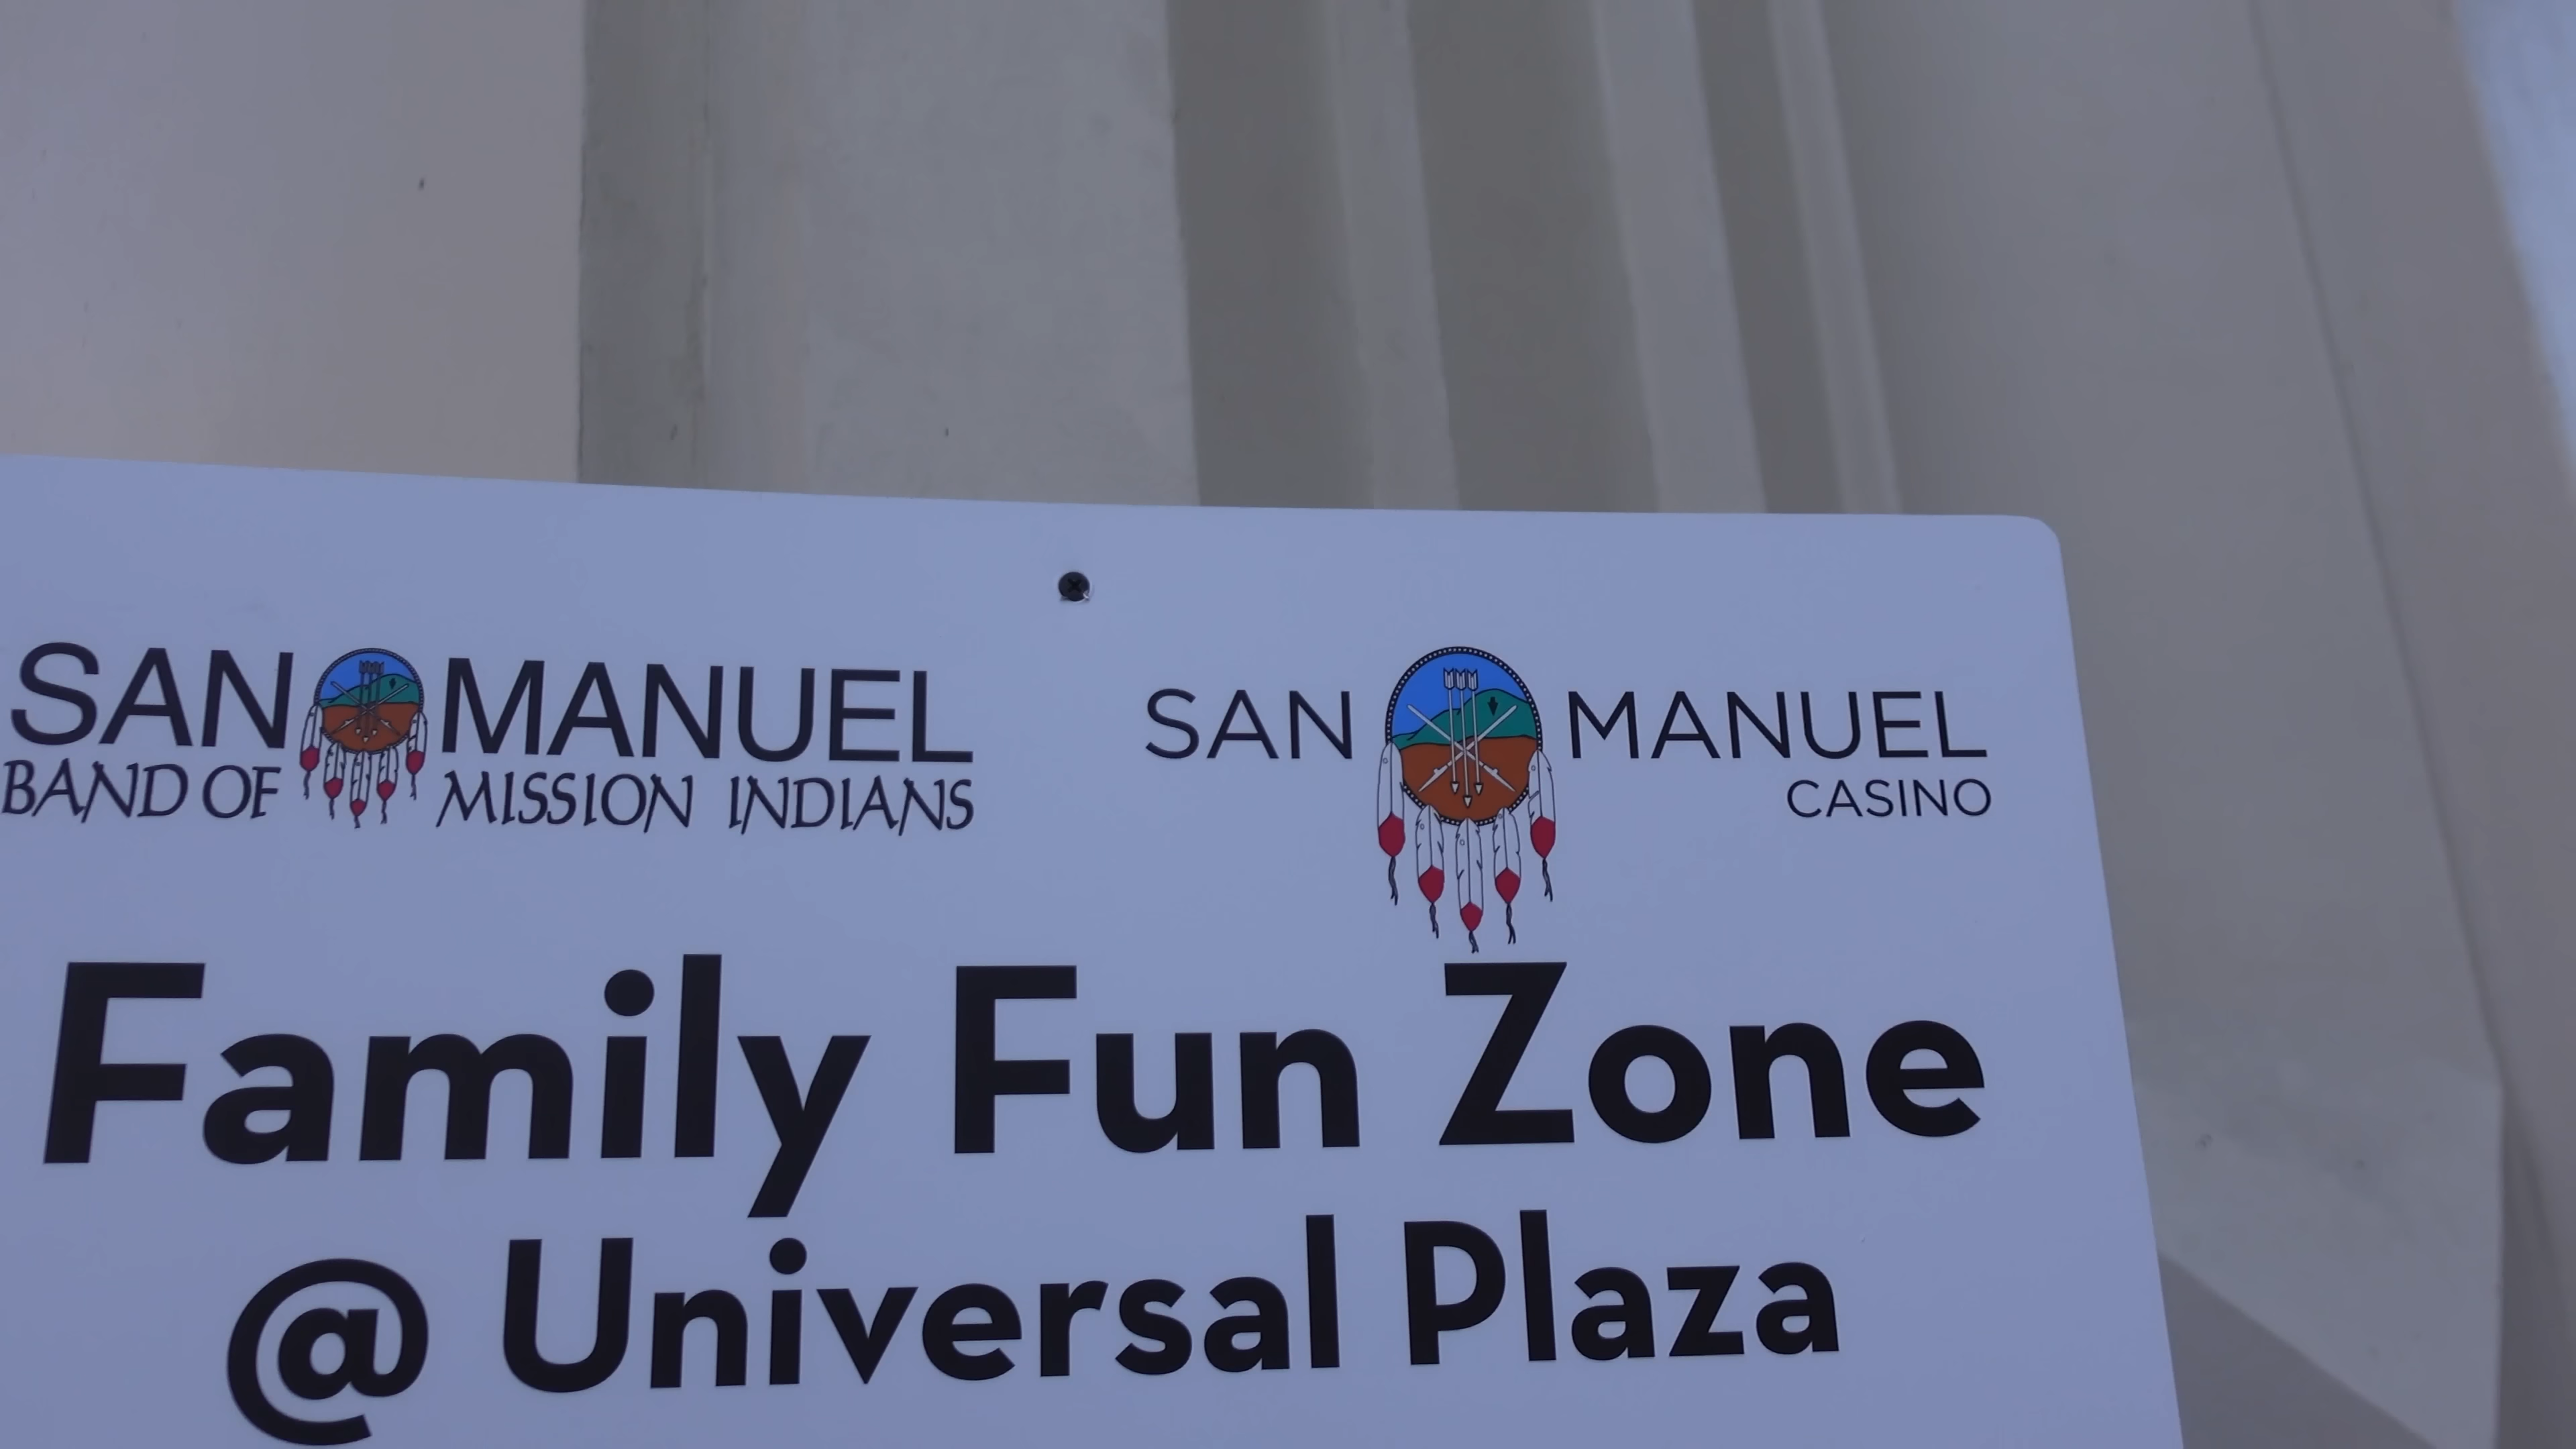 SAN MANUEL
BAND OF MISSION INDIANS
SAN MANUEL
CASINO
Family Fun Zone
@ Universal Plaza